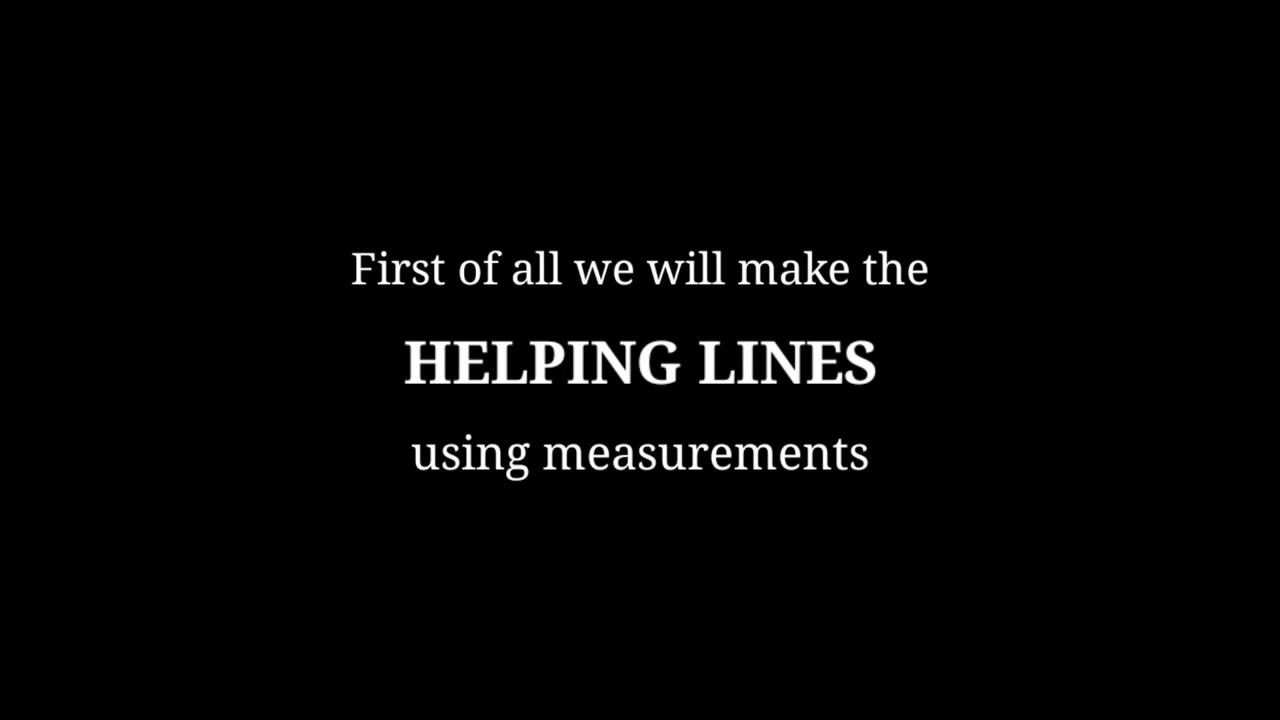 First of all we will make the
HELPING LINES
using measurements